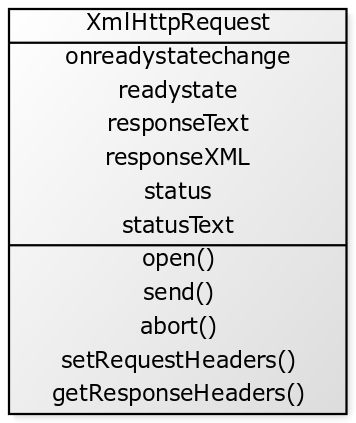 XmlHttpRequest
onreadystatechange
readystate
responseText
responseXML
status
statusText
open()
send()
abort()
setRequestHeaders()
getResponseHeaders()